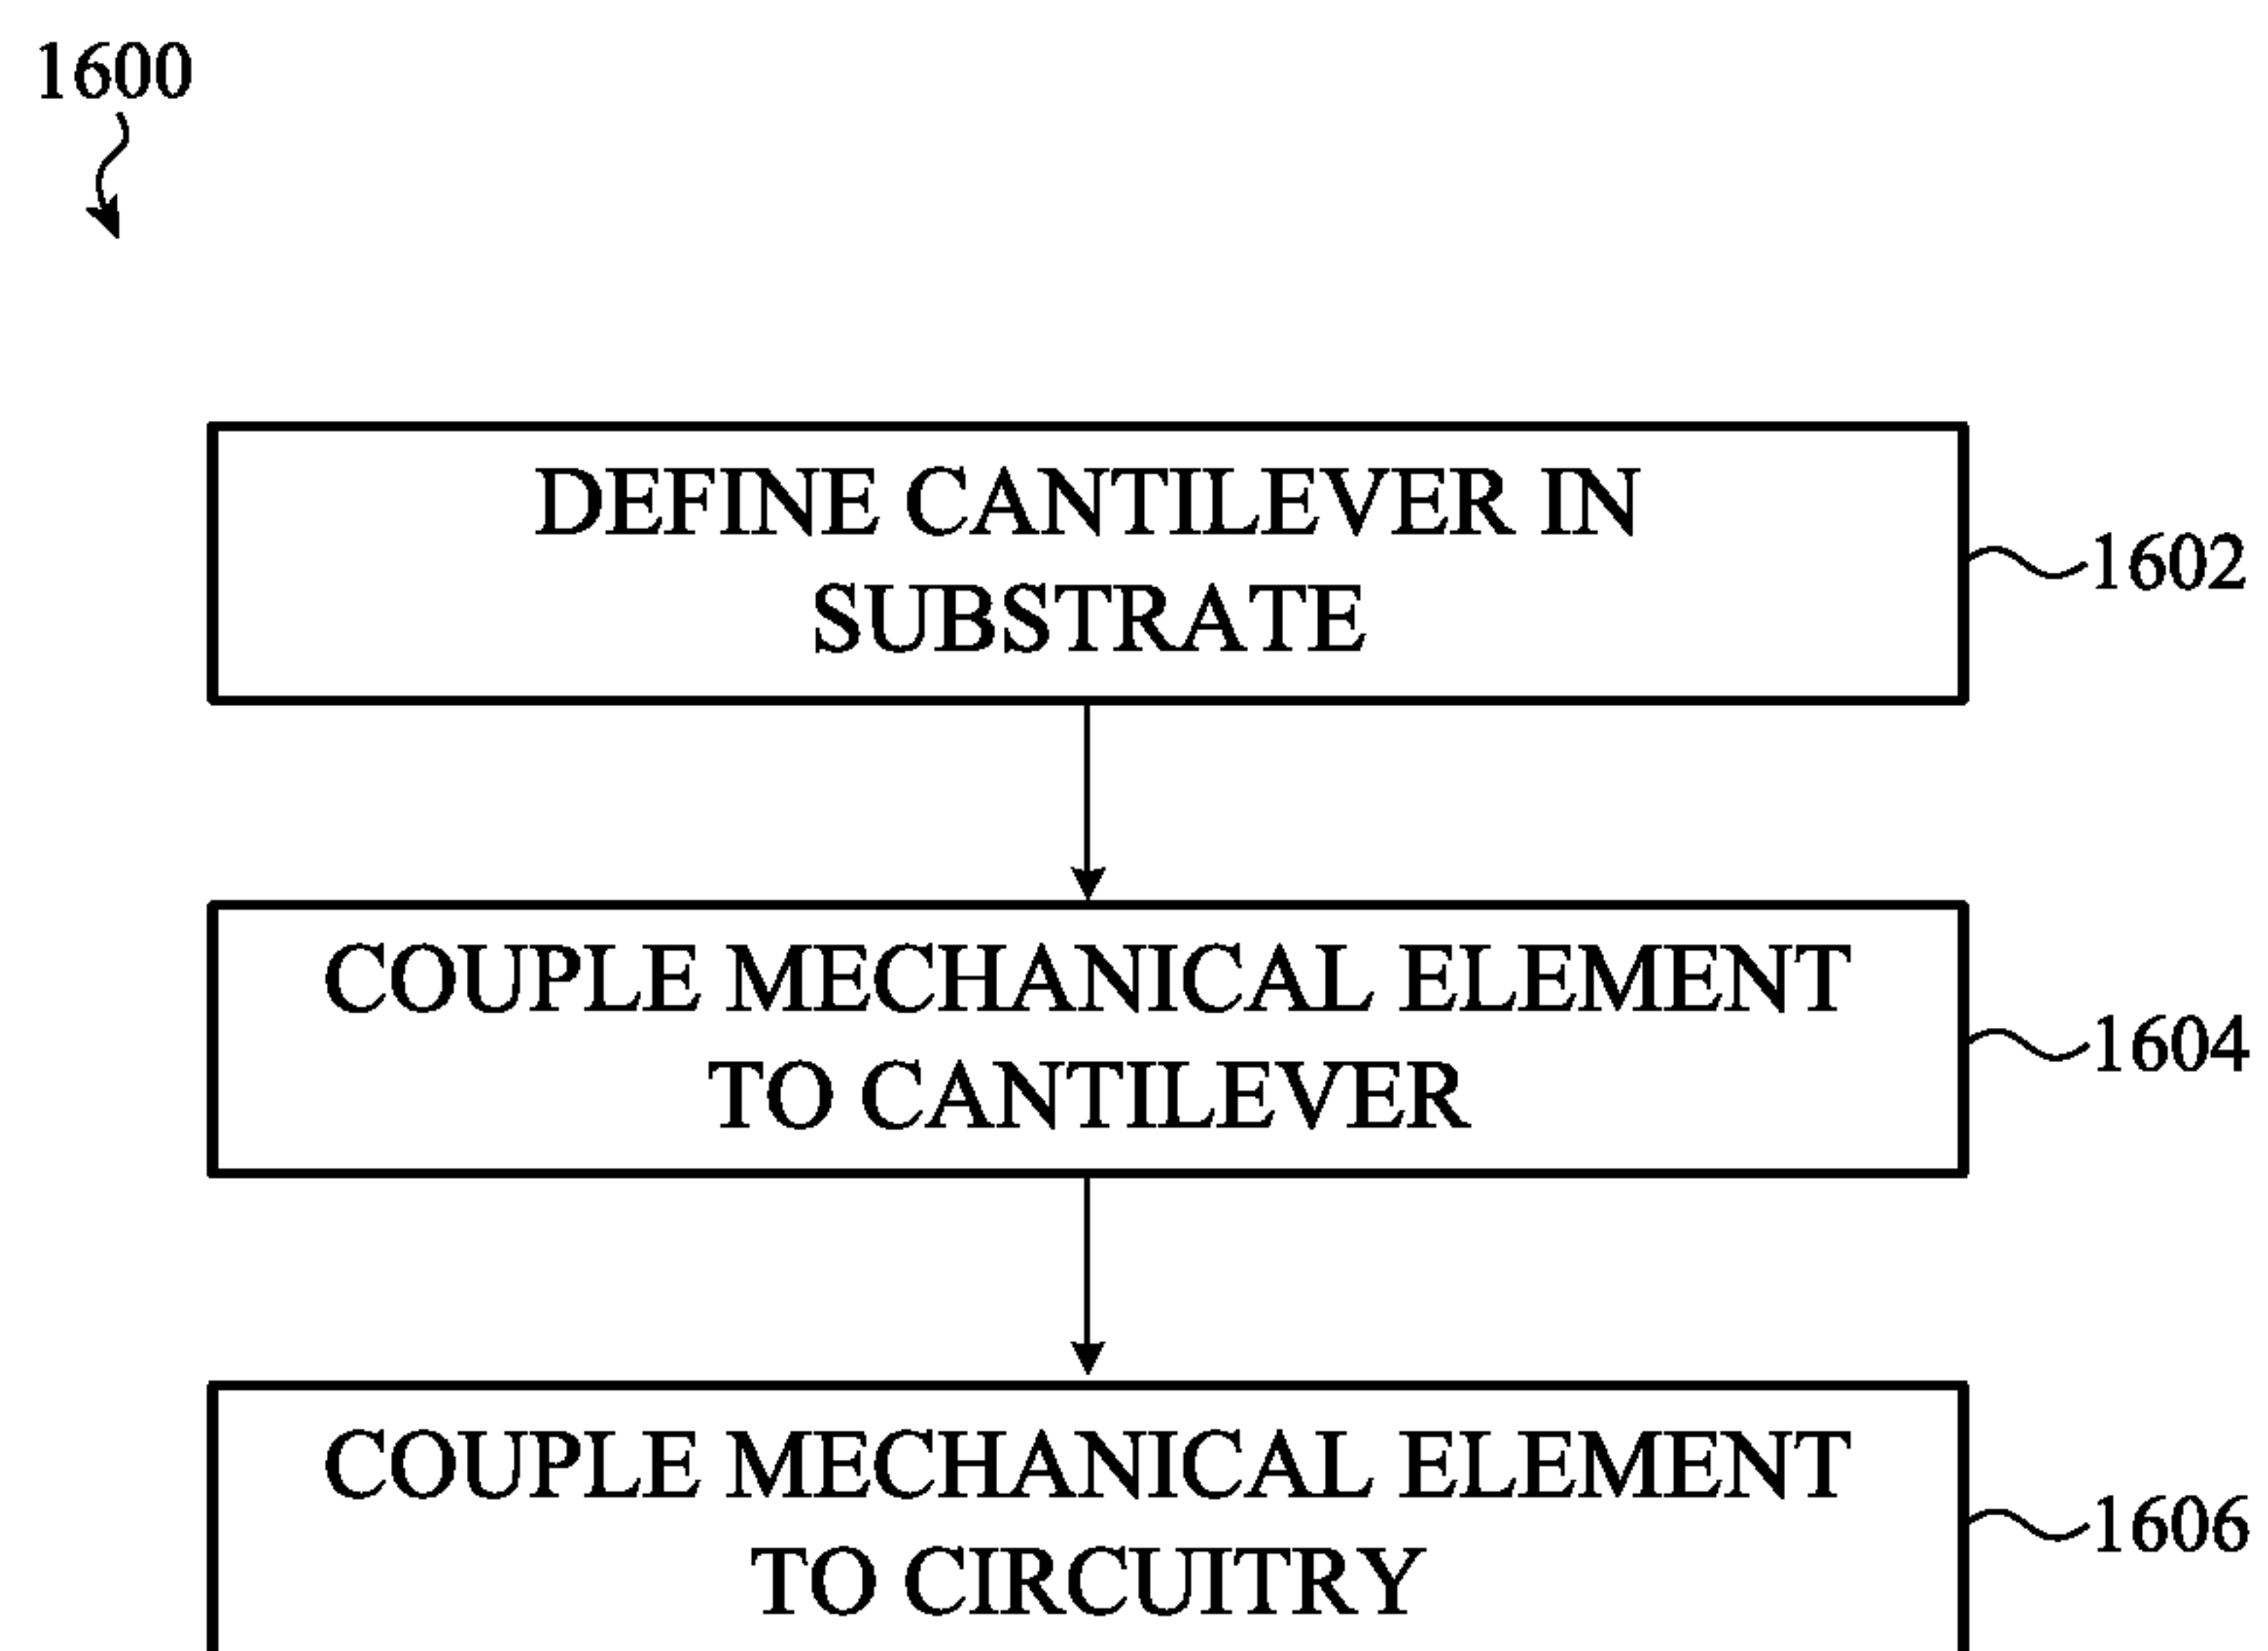 1600
DEFINE CANTILEVER IN
SUBSTRATE
1602
COUPLE MECHANICAL ELEMENT
TO CANTILEVER
1604
COUPLE MECHANICAL ELEMENT
TO CIRCUITRY
1606